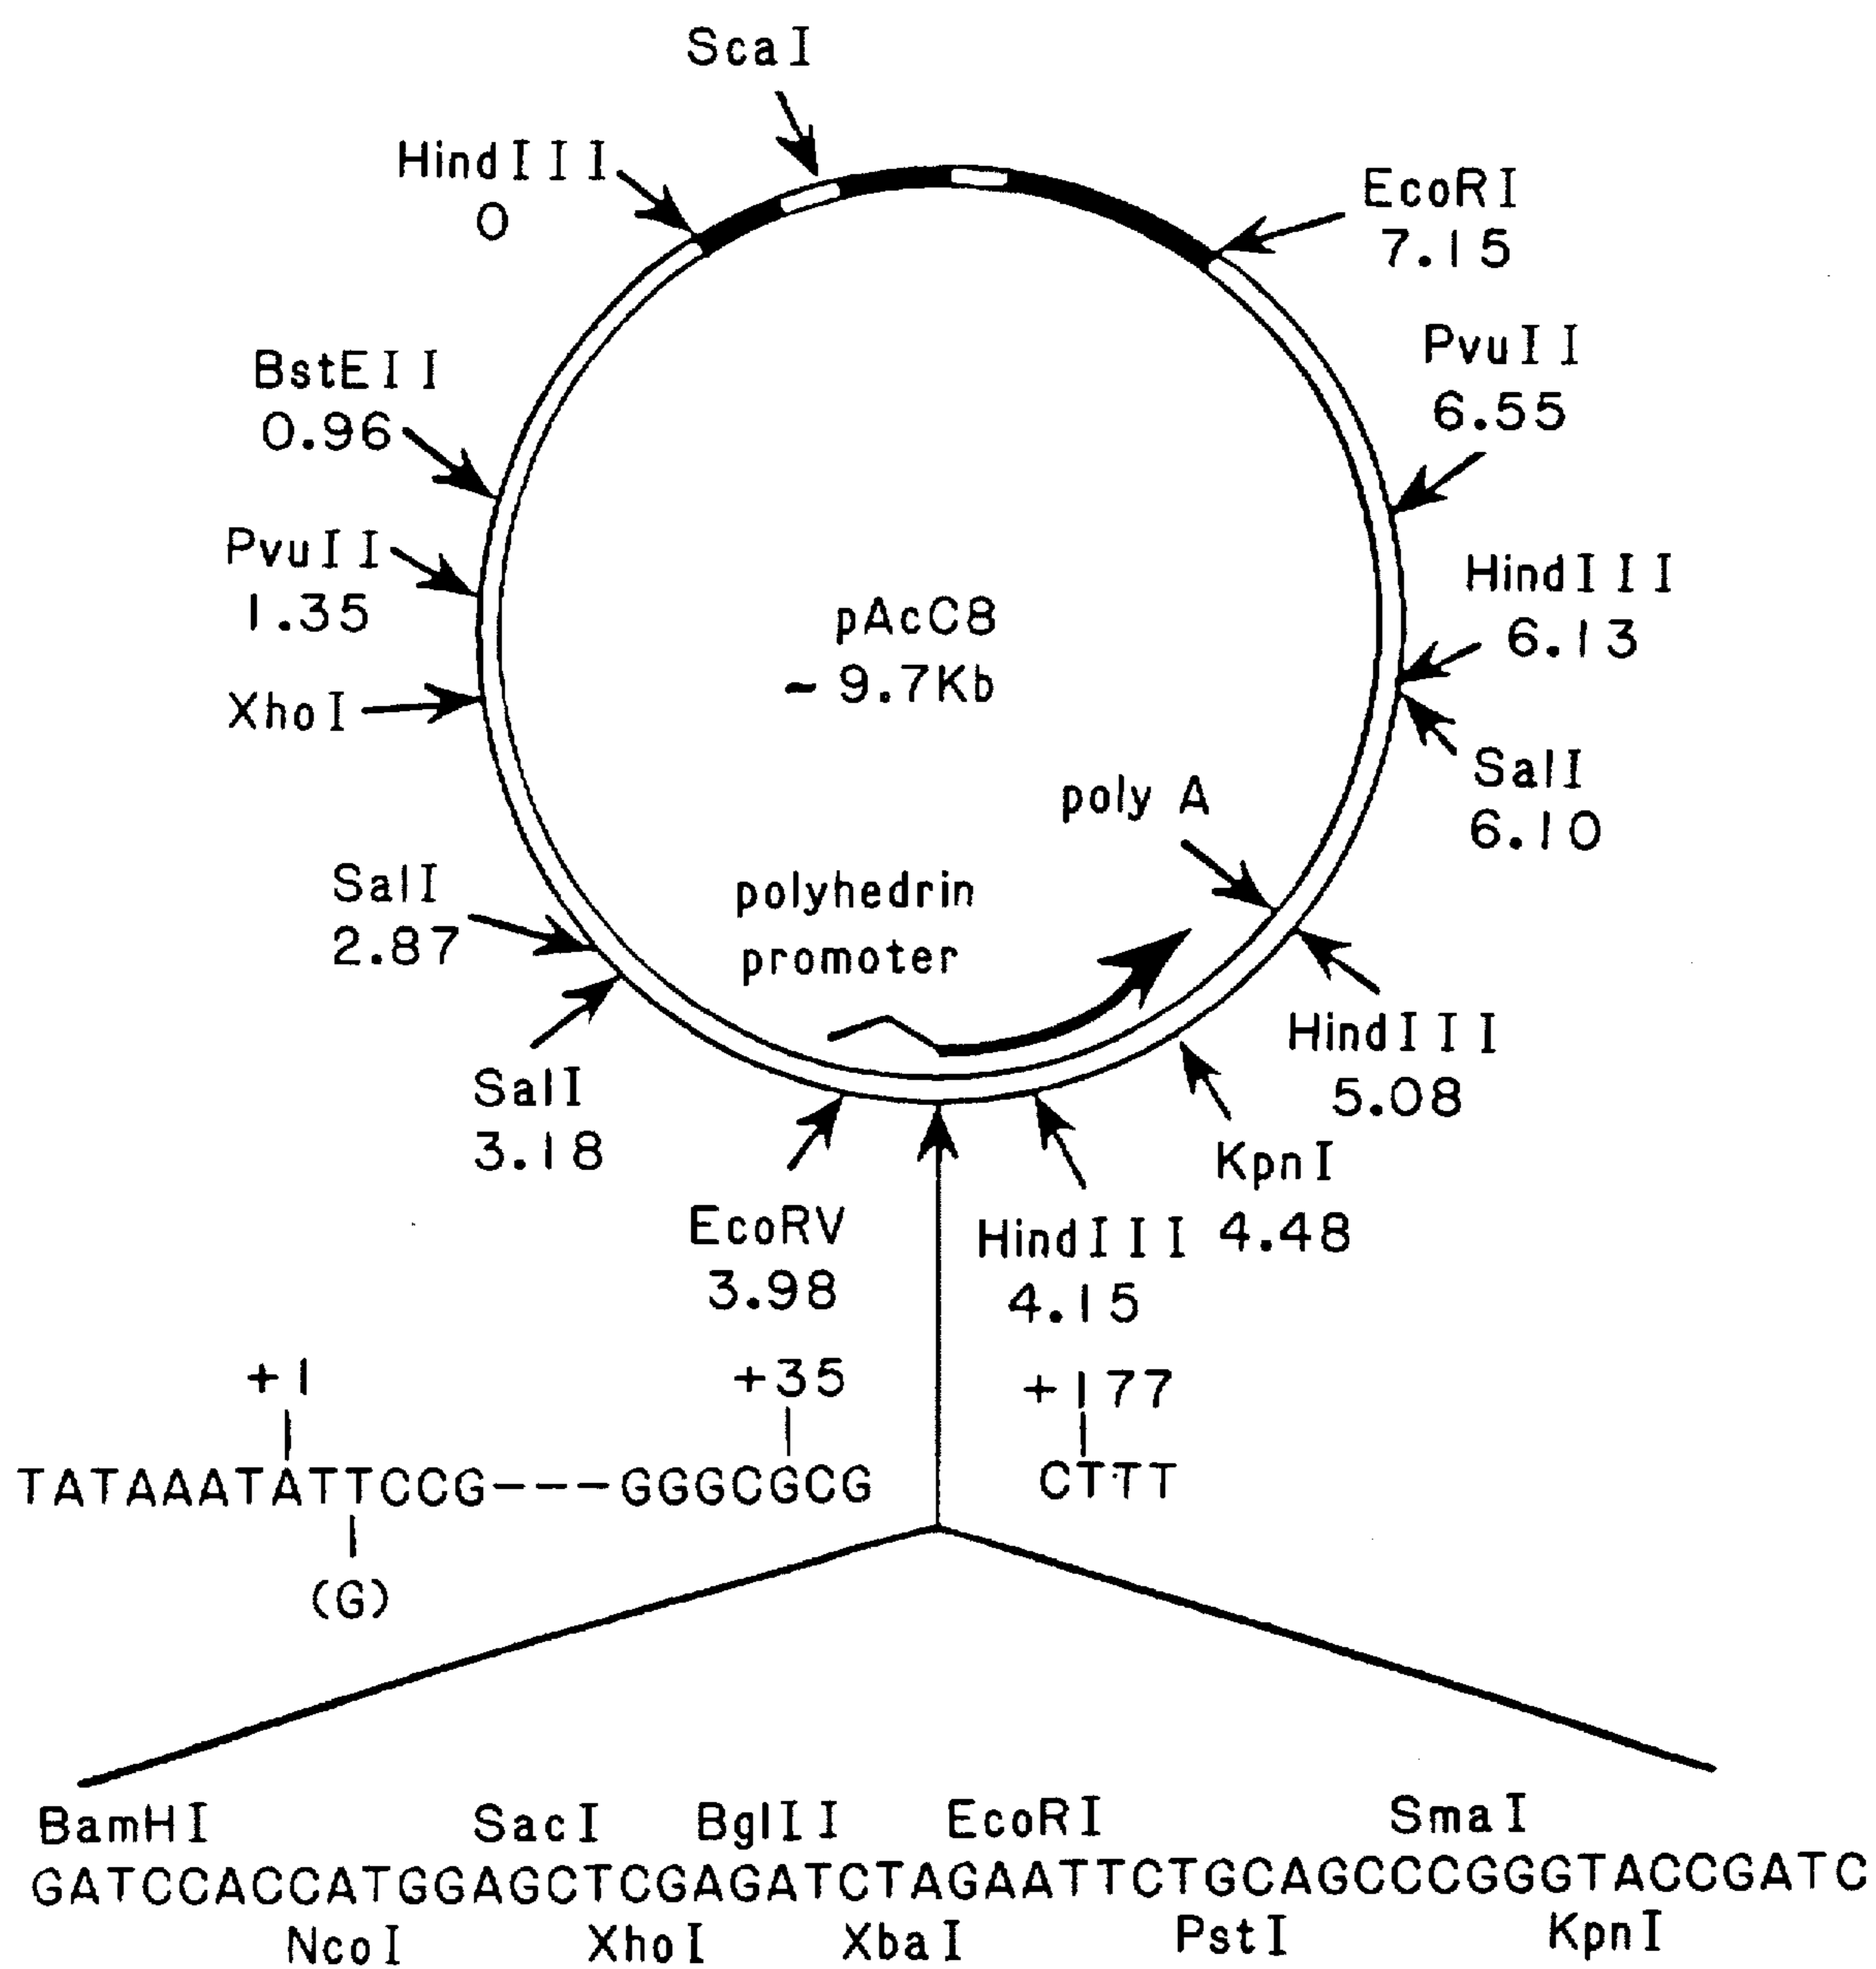 ScaI
HindIII
0
EcoRI
7.15
PvuII
6.55
BstEII
0.96
PvuII
1.35
HindIII
6.13
pAcC8
~ 9.7Kb
XhoI
SalI
6.10
poly A
SalI
2.87
polyhedrin
promoter
HindIII
5.08
SalI
3.18
KpnI
4.48
EcoRV
3.98
HindIII
4.15
+1
+35
+177
TATAAATATTCCG---GGGCGCG
CTTT
(G)
BamHI SacI BglII EcoRI SmaI
GATCCACCATGGAGCTCGAGATCTAGAATTCTGCAGCCCGGGTACCGATC
NcoI XhoI XbaI PstI KpnI